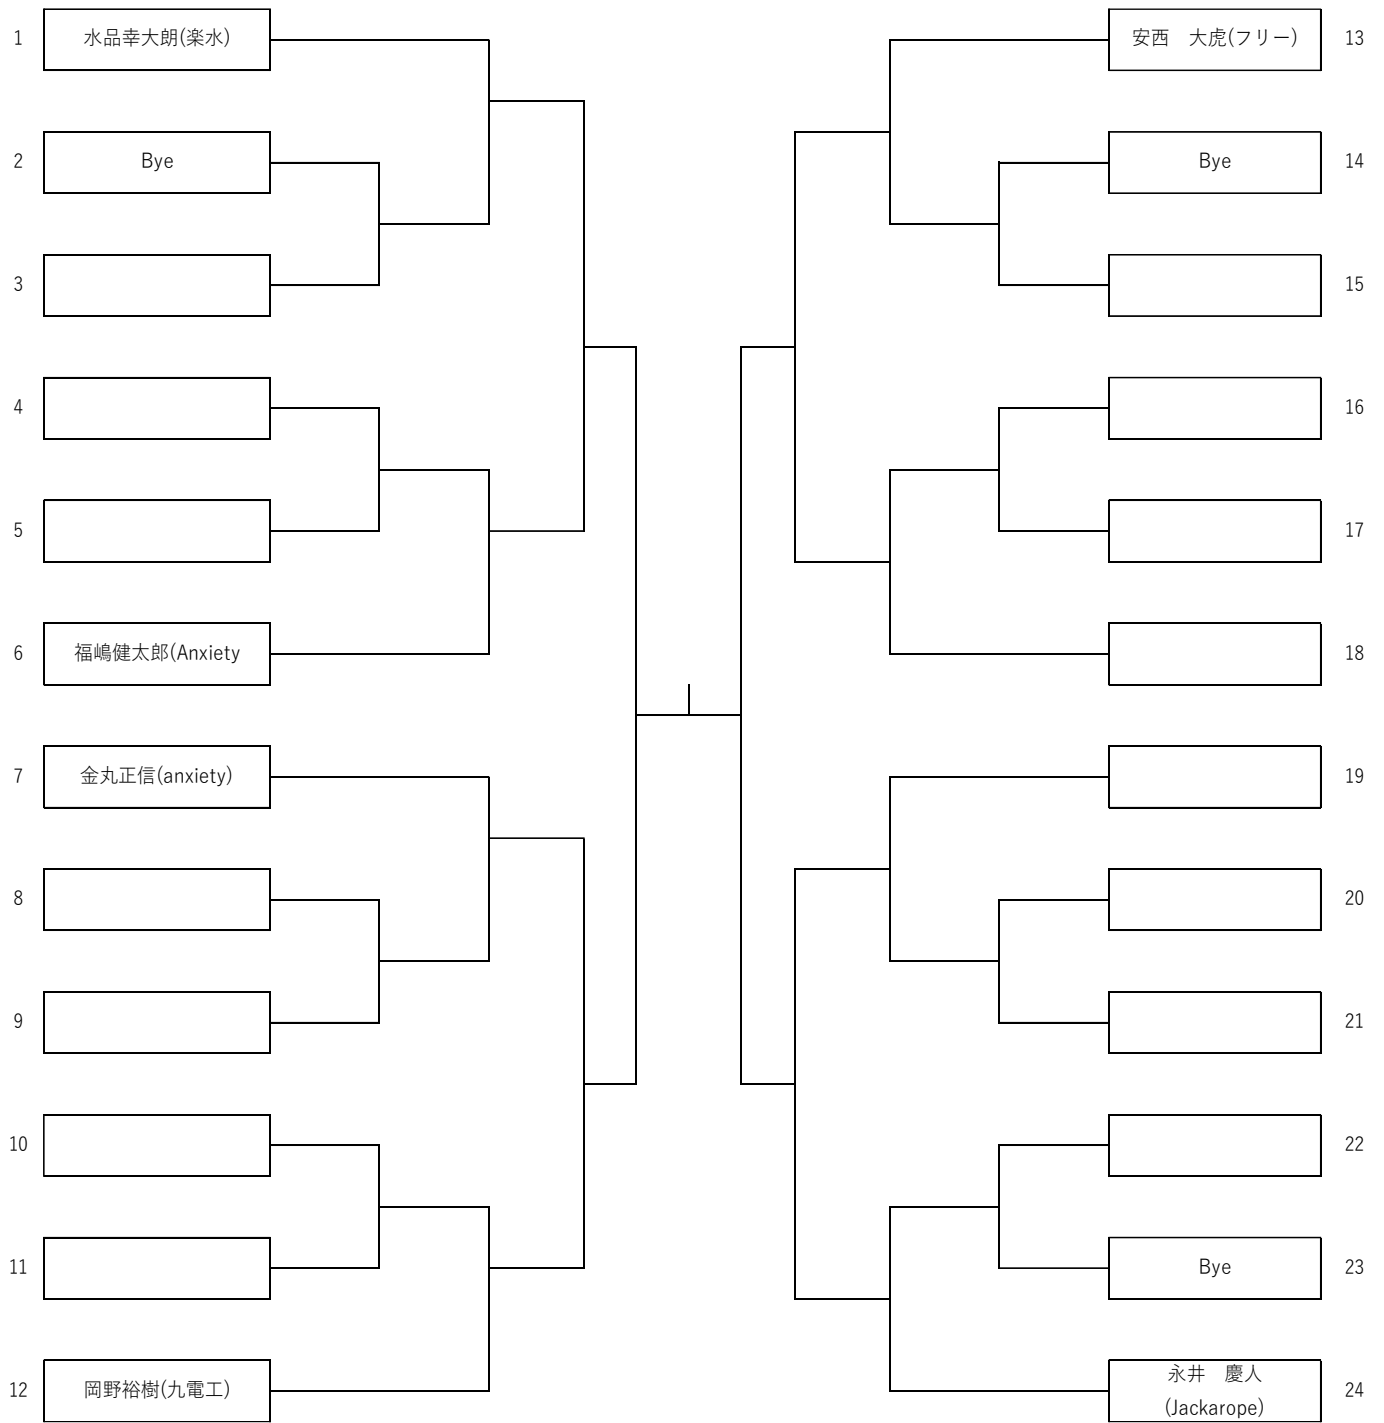 1 水品幸大朗(楽水)
2 Bye
3
4
5
6 福嶋健太郎(Anxiety
7 金丸正信(anxiety)
8
9
10
11
12 岡野裕樹(九電工)
安西　大虎(フリー) 13
Bye 14
15
16
17
18
19
20
21
22
Bye 23
永井　慶人
(Jackarope) 24